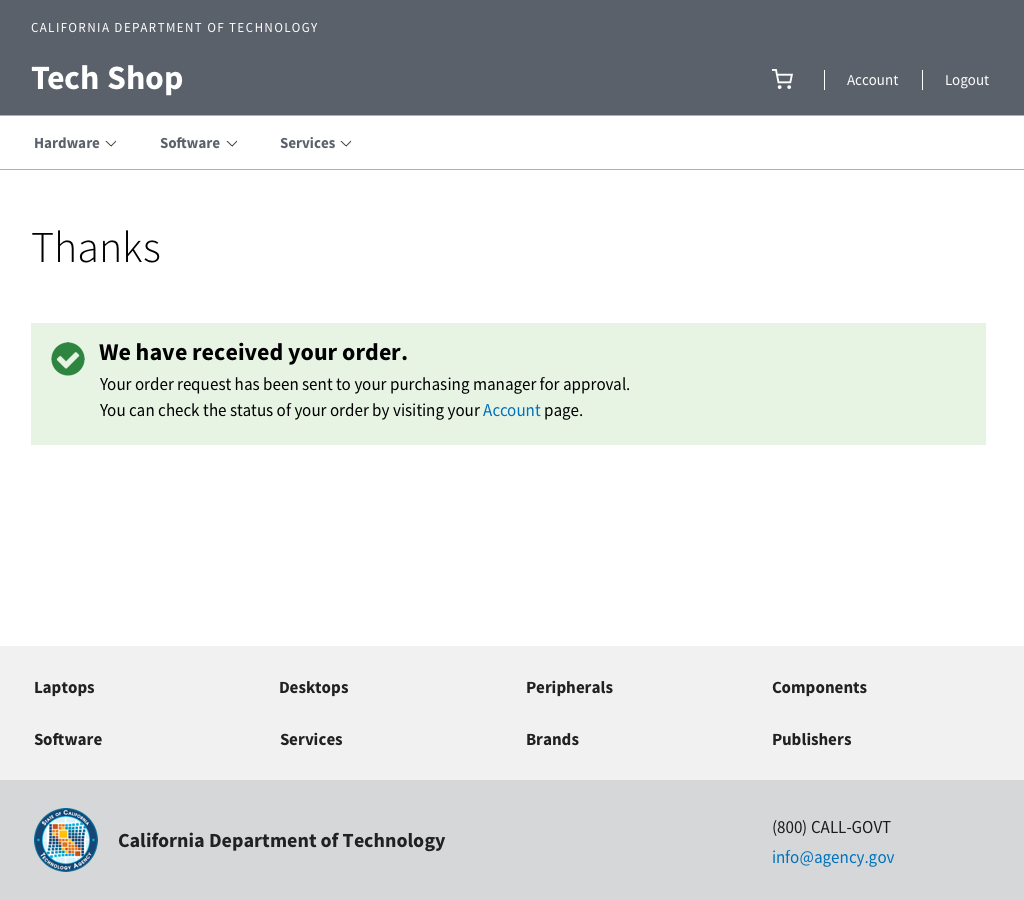 CALIFORNIA DEPARTMENT OF TECHNOLOGY
Tech Shop
Account
Logout
Hardware
Software
Services
Thanks
We have received your order.
Your order request has been sent to your purchasing manager for approval.
You can check the status of your order by visiting your Account page.
Laptops
Desktops
Peripherals
Components
Software
Services
Brands
Publishers
STATE OF CALIFORNIA
TECHNOLOGY AGENCY
California Department of Technology
(800) CALL-GOVT
info@agency.gov